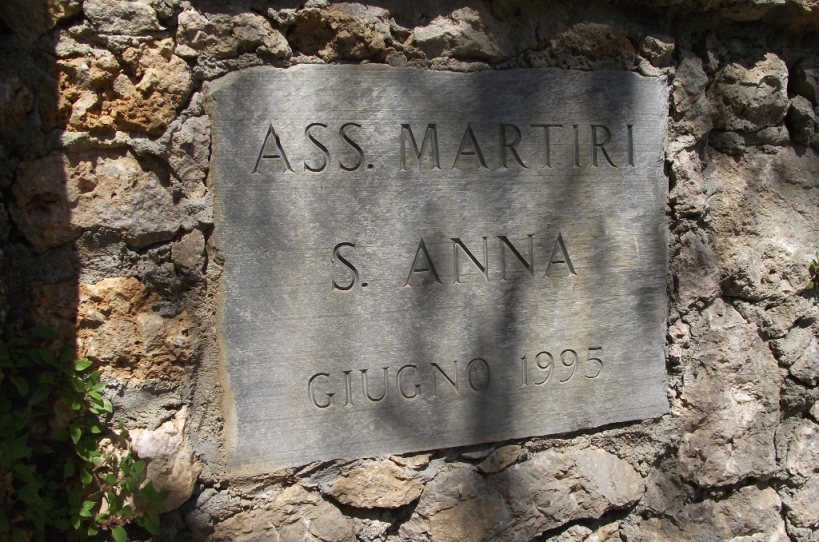 ASS. MARTIRI
S. ANNA
GIUGNO 1995